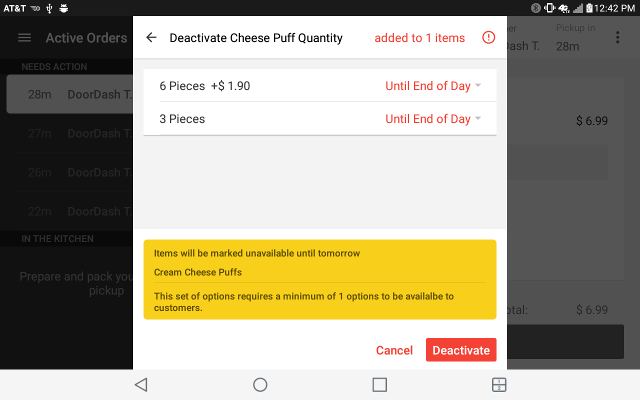 AT&T 12:42 PM
Active Orders
NEEDS ACTION
28m DoorDash T.
27m DoorDash T.
26m DoorDash T.
22m DoorDash T.
IN THE KITCHEN
Prepare and pack you
pickup
Deactivate Cheese Puff Quantity added to 1 items
6 Pieces +$ 1.90 Until End of Day
3 Pieces Until End of Day
Items will be marked unavailable until tomorrow
Cream Cheese Puffs
This set of options requires a minimum of 1 options to be availalbe to
customers.
Cancel Deactivate
Pickup in
Dash T. 28m
$ 6.99
otal: $ 6.99